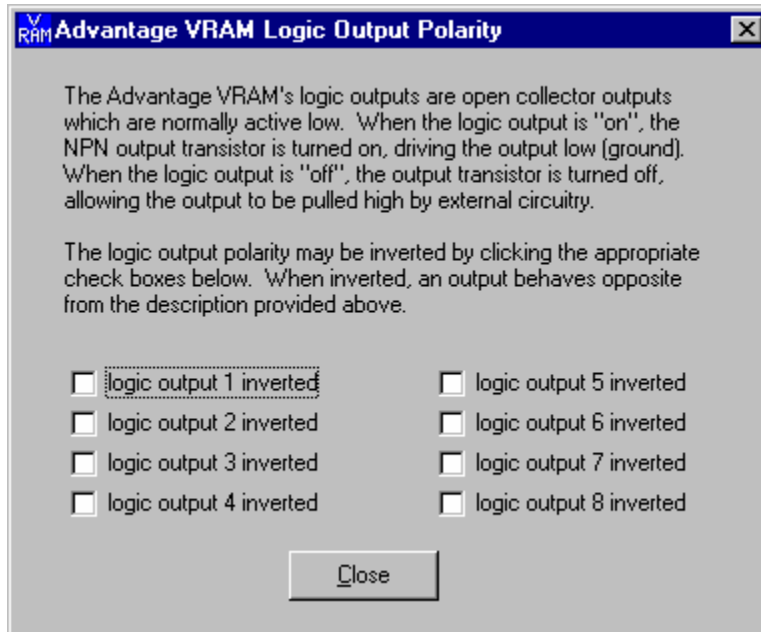 V
RAM
Advantage VRAM Logic Output Polarity
The Advantage VRAM's logic outputs are open collector outputs
which are normally active low.  When the logic output is "on", the
NPN output transistor is turned on, driving the output low (ground).
When the logic output is "off", the output transistor is turned off,
allowing the output to be pulled high by external circuitry.
The logic output polarity may be inverted by clicking the appropriate
check boxes below.  When inverted, an output behaves opposite
from the description provided above.
logic output 1 inverted
logic output 2 inverted
logic output 3 inverted
logic output 4 inverted
logic output 5 inverted
logic output 6 inverted
logic output 7 inverted
logic output 8 inverted
Close